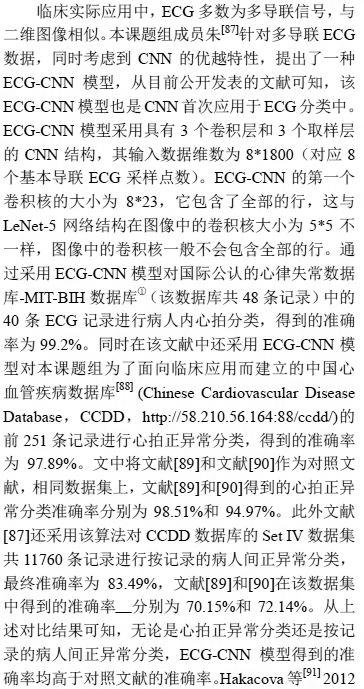 临床实际应用中，ECG 多数为多导联信号，与
二维图像相似。本课题组成员朱[87]针对多导联 ECG
数据，同时考虑到 CNN 的优越特性，提出了一种
ECG-CNN 模型，从目前公开发表的文献可知，该
ECG-CNN 模型也是 CNN 首次应用于 ECG 分类中。
ECG-CNN 模型采用具有 3 个卷积层和 3 个取样层
的 CNN 结构，其输入数据维数为 8*1800（对应 8
个基本导联 ECG 采样点数）。ECG-CNN 的第一个
卷积核的大小为 8*23，它包含了全部的行，这与
LeNet-5 网络结构在图像中的卷积核大小为 5*5 不
一样，图像中的卷积核一般不会包含全部的行。通
过采用 ECG-CNN 模型对国际公认的心律失常数据
库-MIT-BIH 数据库①（该数据库共 48 条记录）中的
40 条 ECG 记录进行病人内心拍分类，得到的准确
率为 99.2%。同时在该文献中还采用 ECG-CNN 模
型对本课题组为了面向临床应用而建立的中国心
血管疾病数据库[88] (Chinese Cardiovascular Disease
Database，CCDD，http://58.210.56.164:88/ccdd/)的
前 251 条记录进行心拍正异常分类，得到的准确率
为 97.89%。文中将文献[89]和文献[90]作为对照文
献，相同数据集上，文献[89]和[90]得到的心拍正异
常分类准确率分别为 98.51%和 94.97%。此外文献
[87]还采用该算法对 CCDD 数据库的 Set IV 数据集
共 11760 条记录进行按记录的病人间正异常分类，
最终准确率为 83.49%，文献[89]和[90]在该数据集
中得到的准确率__分别为 70.15%和 72.14%。从上
述对比结果可知，无论是心拍正异常分类还是按记
录的病人间正异常分类，ECG-CNN 模型得到的准
确率均高于对照文献的准确率。Hakacova 等[91] 2012